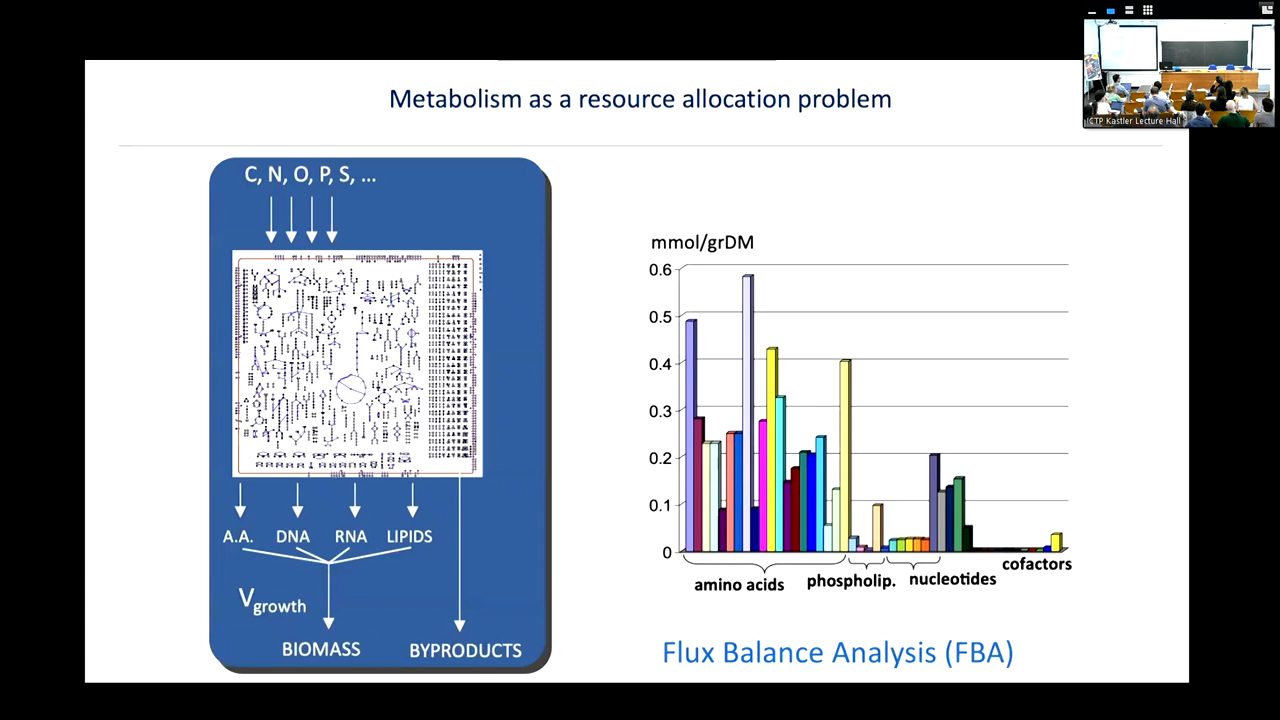 Metabolism as a resource allocation problem
ICTP Kastler Lecture Hall
C, N, O, P, S, ...
A.A. DNA RNA LIPIDS
Vgrowth
BIOMASS BYPRODUCTS
mmol/grDM
0.6
0.5
0.4
0.3
0.2
0.1
0
amino acids phospholip. nucleotides cofactors
Flux Balance Analysis (FBA)